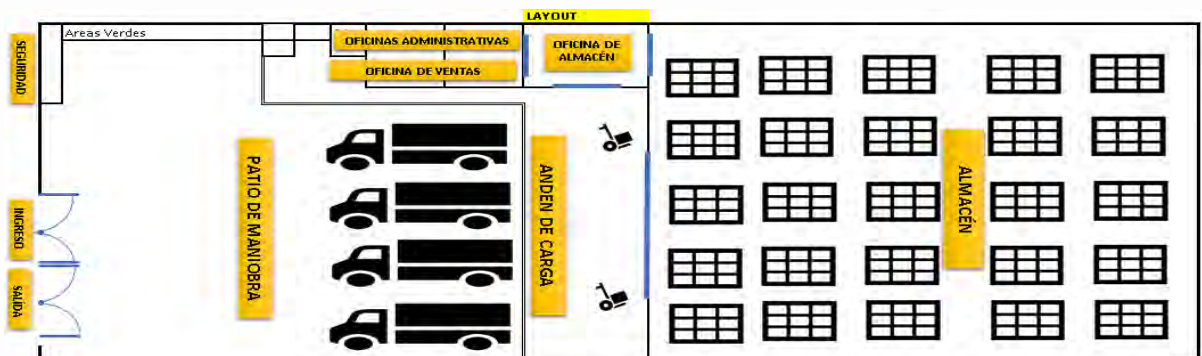 LAYOUT
Areas Verdes
SEGURIDAD
OFICINAS ADMINISTRATIVAS
OFICINA DE VENTAS
OFICINA DE
ALMACÉN
INGRESO
SALIDA
PATIO DE MANIOBRA
ANDEN DE CARGA
ALMACÉN